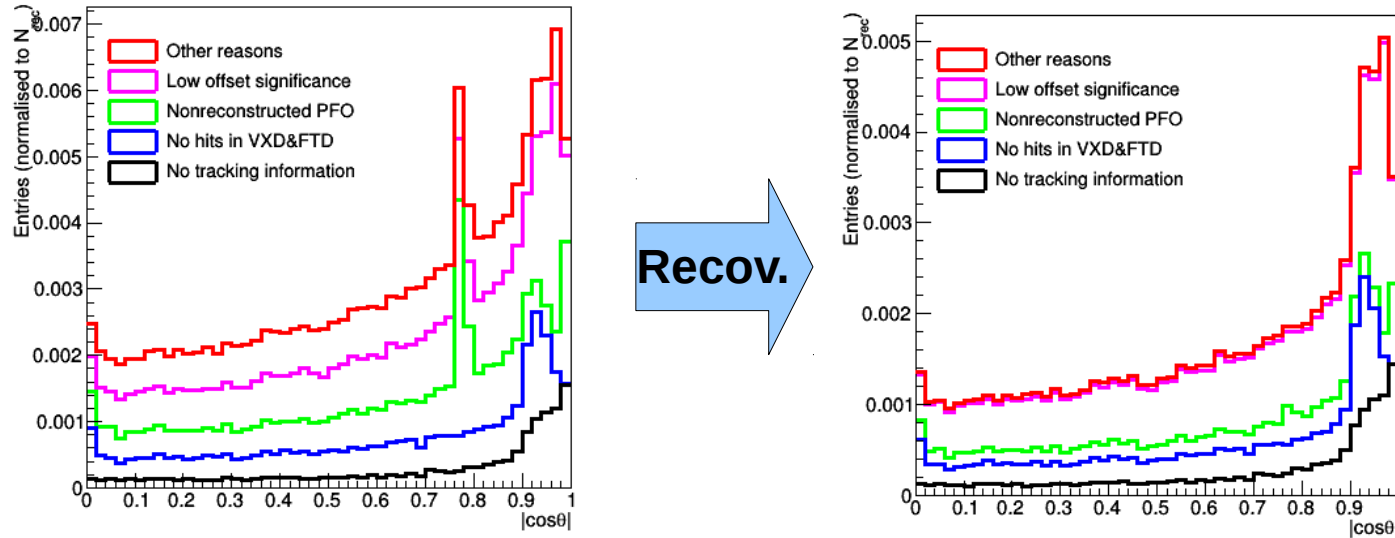 Entries (normalised to N_rec)
0.007
0.006
0.005
0.004
0.003
0.002
0.001
0
Other reasons
Low offset significance
Nonreconstructed PFO
No hits in VXD&FTD
No tracking information
0 0.1 0.2 0.3 0.4 0.5 0.6 0.7 0.8 0.9 1
|cosθ|
Recov.
Entries (normalised to N_rec)
0.005
0.004
0.003
0.002
0.001
0
Other reasons
Low offset significance
Nonreconstructed PFO
No hits in VXD&FTD
No tracking information
0 0.1 0.2 0.3 0.4 0.5 0.6 0.7 0.8 0.9
|cosθ